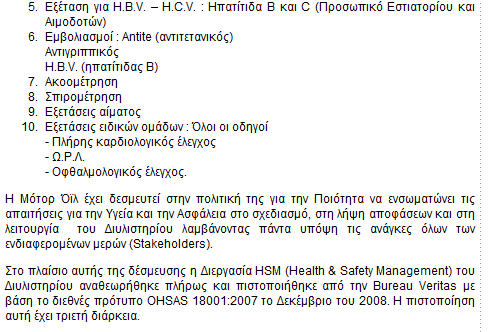 5. Εξέταση για H.B.V. – H.C.V. : Ηπατίτιδα Β και C (Προσωπικό Εστιατορίου και
Αιμοδοτών)
6. Εμβολιασμοί : Antite (αντιτετανικός)
Αντιγριππικός
H.B.V. (ηπατίτιδας Β)
7. Ακοομέτρηση
8. Σπιρομέτρηση
9. Εξετάσεις αίματος
10. Εξετάσεις ειδικών ομάδων : Όλοι οι οδηγοί
- Πλήρης καρδιολογικός έλεγχος
- Ω.Ρ.Λ.
- Οφθαλμολογικός έλεγχος.
Η Μότορ Όϊλ έχει δεσμευτεί στην πολιτική της για την Ποιότητα να ενσωματώνει τις
απαιτήσεις για την Υγεία και την Ασφάλεια στο σχεδιασμό, στη λήψη αποφάσεων και στη
λειτουργία του Διυλιστηρίου λαμβάνοντας πάντα υπόψη τις ανάγκες όλων των
ενδιαφερομένων μερών (Stakeholders).
Στο πλαίσιο αυτής της δέσμευσης η Διεργασία HSM (Health & Safety Management) του
Διυλιστηρίου αναθεωρήθηκε πλήρως και πιστοποιήθηκε από την Bureau Veritas με
βάση το διεθνές πρότυπο OHSAS 18001:2007 το Δεκέμβριο του 2008. Η πιστοποίηση
αυτή έχει τριετή διάρκεια.